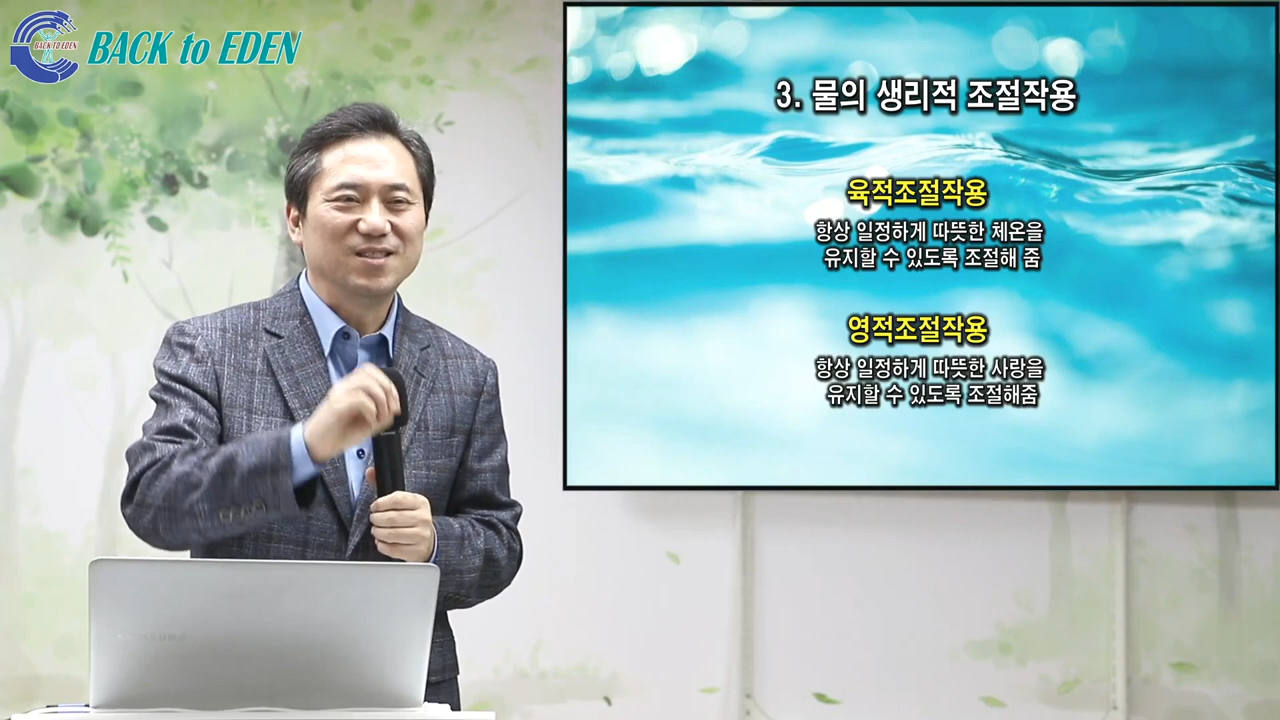 BACK TO EDEN
BACK to EDEN
3. 물의 생리적 조절작용
육적조절작용
항상 일정하게 따뜻한 체온을
유지할 수 있도록 조절해 줌
영적조절작용
항상 일정하게 따뜻한 사랑을
유지할 수 있도록 조절해줌